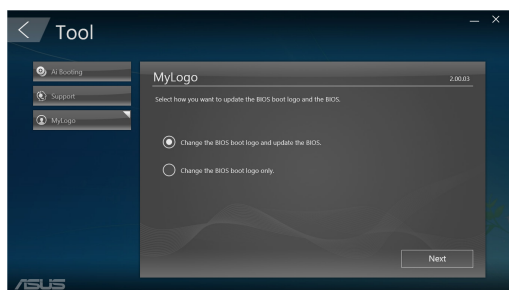 Tool
Ai Booting
Support
MyLogo
MyLogo
2.00.03
Select how you want to update the BIOS boot logo and the BIOS.
Change the BIOS boot logo and update the BIOS.
Change the BIOS boot logo only.
Next
ASUS